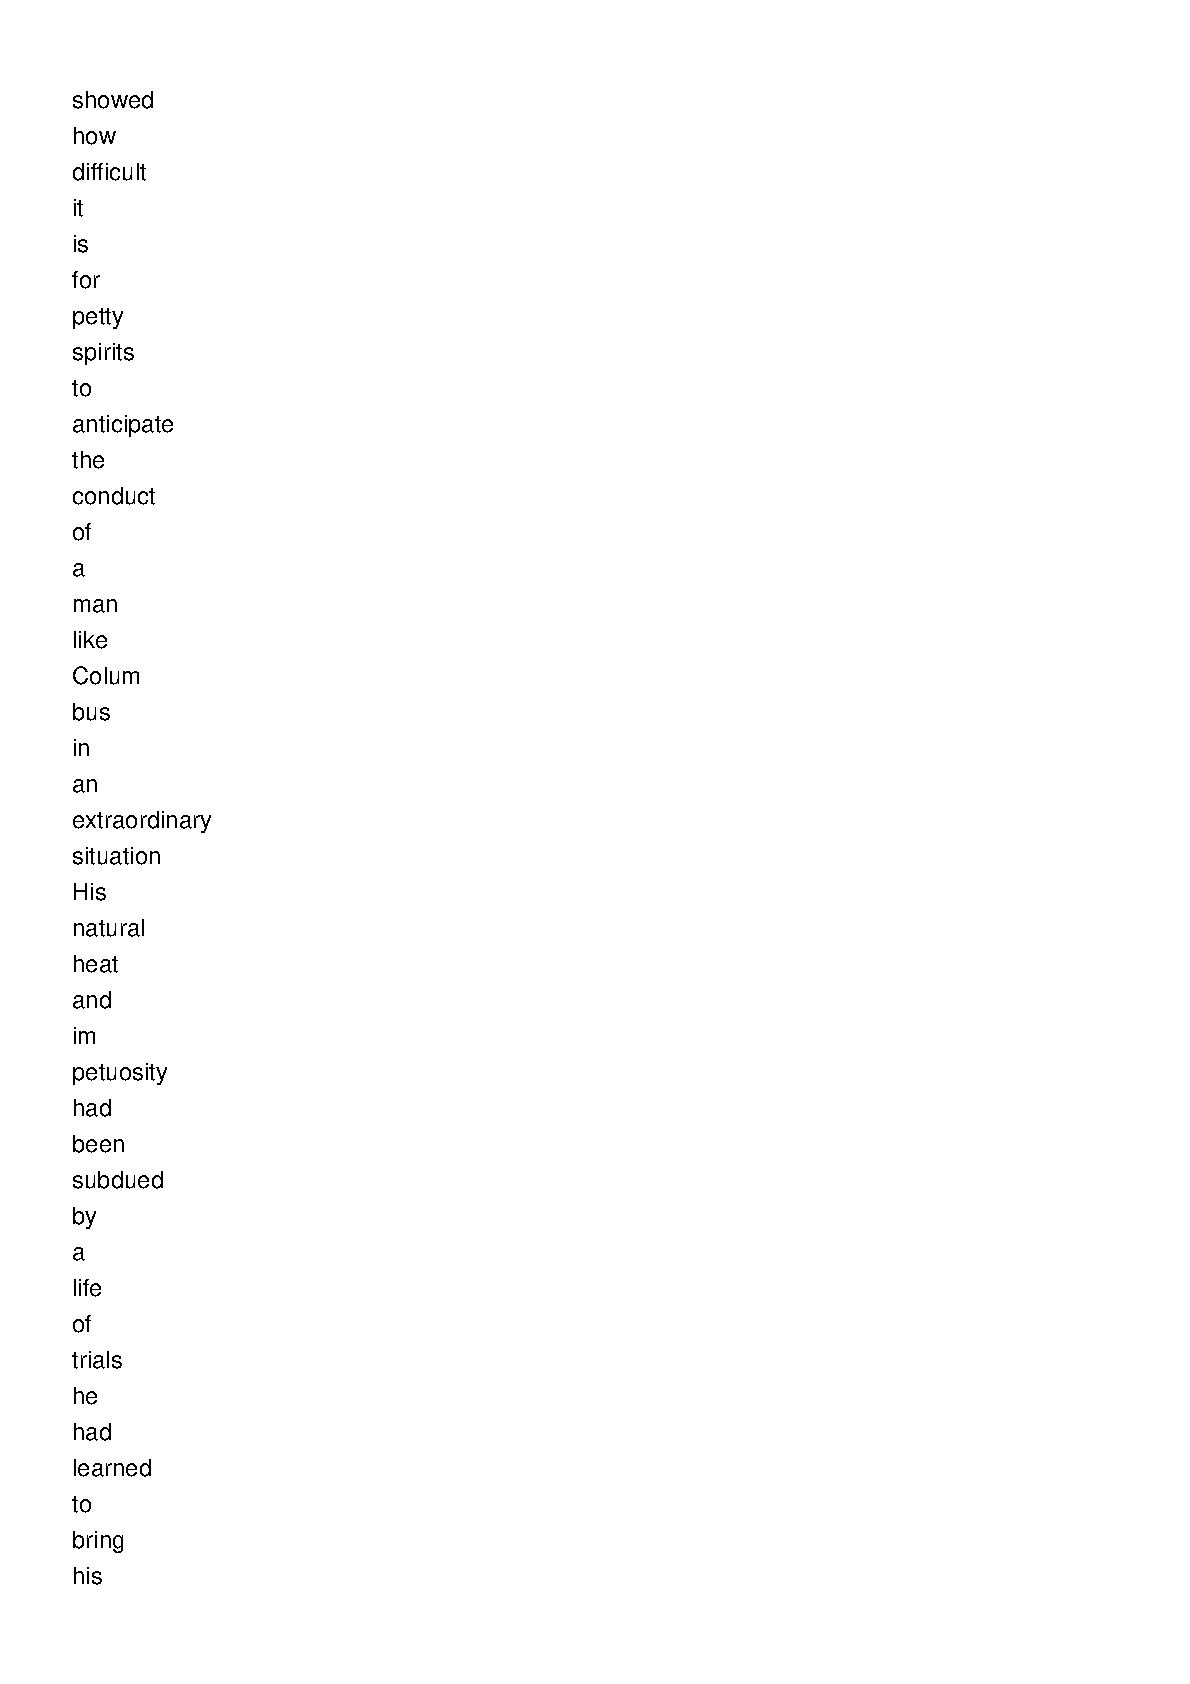 showed
how
difficult
it
is
for
petty
spirits
to
anticipate
the
conduct
of
a
man
like
Colum
bus
in
an
extraordinary
situation
His
natural
heat
and
im
petuosity
had
been
subdued
by
a
life
of
trials
he
had
learned
to
bring
his